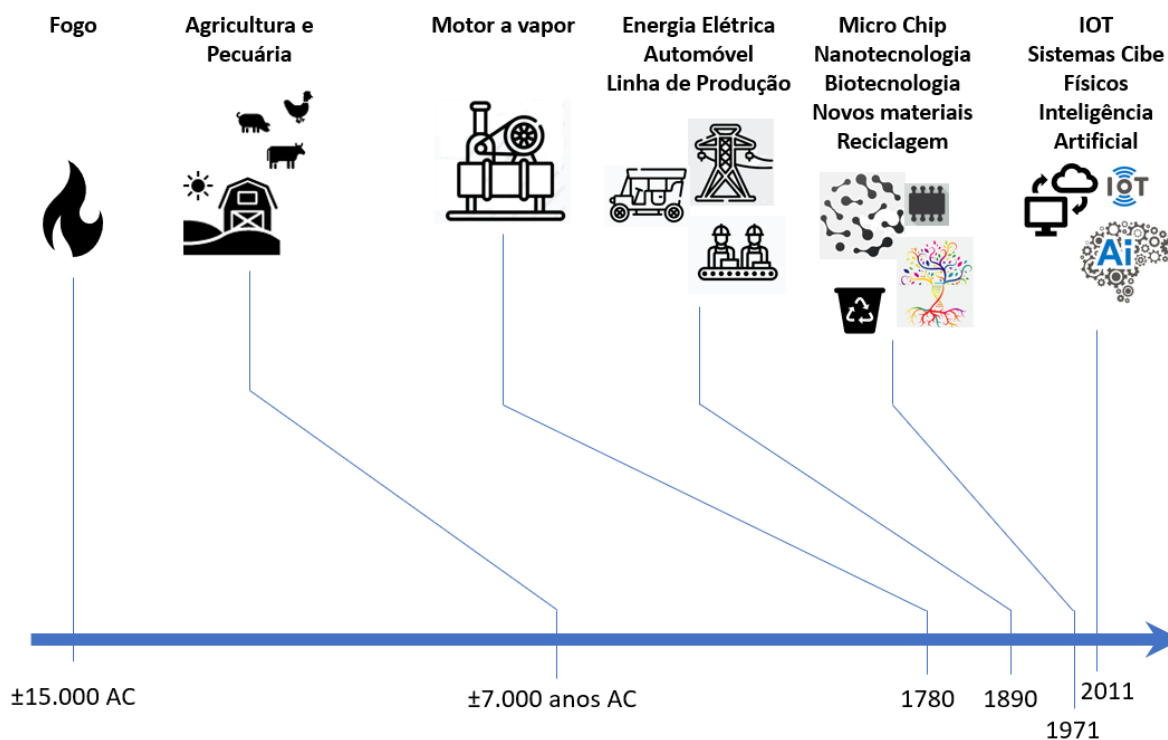 Fogo
Agricultura e
Pecuária
Motor a vapor
Energia Elétrica
Automóvel
Linha de Produção
Micro Chip
Nanotecnologia
Biotecnologia
Novos materiais
Reciclagem
IOT
Sistemas Cibe
Físicos
Inteligência
Artificial
IOT
Ai
±15.000 AC
±7.000 anos AC
1780
1890
1971
2011